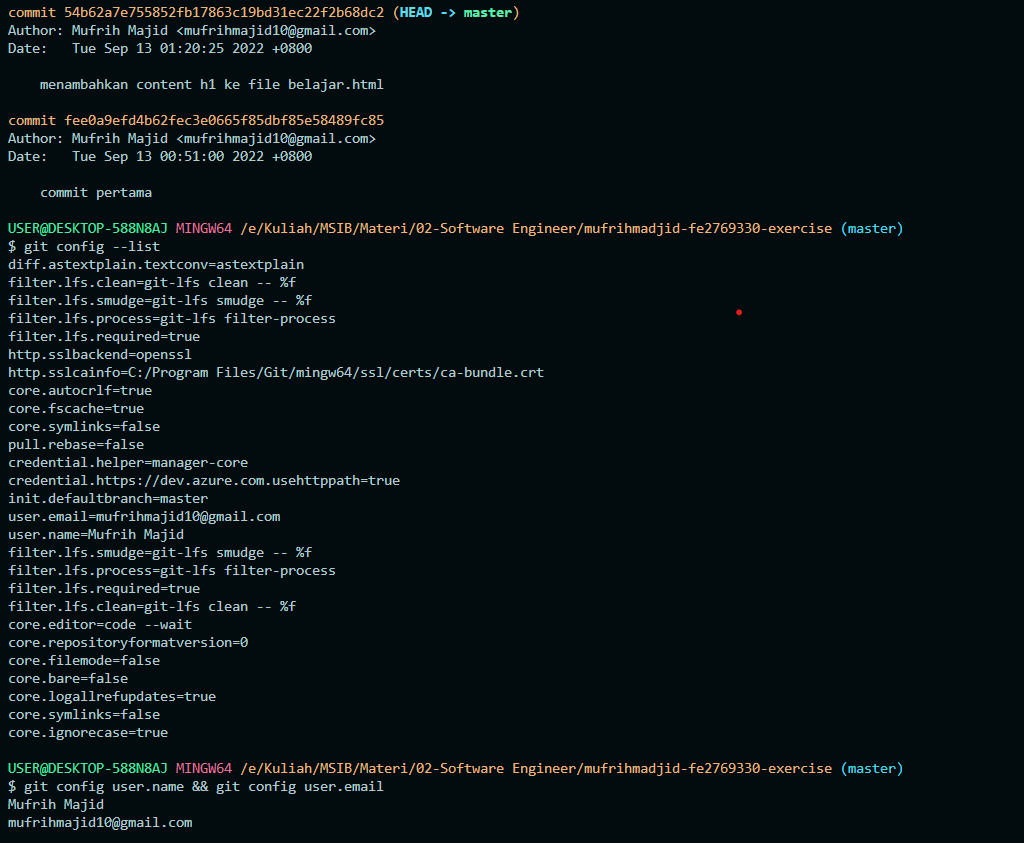 commit 54b62a7e755852fb17863c19bd31ec22f2b68dc2 (HEAD -> master)
Author: Mufrih Majid <mufrihmajid10@gmail.com>
Date:   Tue Sep 13 01:20:25 2022 +0800
    menambahkan content h1 ke file belajar.html
commit fee0a9efd4b62fec3e0665f85dbf85e58489fc85
Author: Mufrih Majid <mufrihmajid10@gmail.com>
Date:   Tue Sep 13 00:51:00 2022 +0800
    commit pertama
USER@DESKTOP-588N8AJ MINGW64 /e/Kuliah/MSIB/Materi/02-Software Engineer/mufrihmadjid-fe2769330-exercise (master)
$ git config --list
diff.astextplain.textconv=astextplain
filter.lfs.clean=git-lfs clean -- %f
filter.lfs.smudge=git-lfs smudge -- %f
filter.lfs.process=git-lfs filter-process
filter.lfs.required=true
http.sslbackend=openssl
http.sslcainfo=C:/Program Files/Git/mingw64/ssl/certs/ca-bundle.crt
core.autocrlf=true
core.fscache=true
core.symlinks=false
pull.rebase=false
credential.helper=manager-core
credential.https://dev.azure.com.usehttppath=true
init.defaultbranch=master
user.email=mufrihmajid10@gmail.com
user.name=Mufrih Majid
filter.lfs.smudge=git-lfs smudge -- %f
filter.lfs.process=git-lfs filter-process
filter.lfs.required=true
filter.lfs.clean=git-lfs clean -- %f
core.editor=code --wait
core.repositoryformatversion=0
core.filemode=false
core.bare=false
core.logallrefupdates=true
core.symlinks=false
core.ignorecase=true
USER@DESKTOP-588N8AJ MINGW64 /e/Kuliah/MSIB/Materi/02-Software Engineer/mufrihmadjid-fe2769330-exercise (master)
$ git config user.name && git config user.email
Mufrih Majid
mufrihmajid10@gmail.com